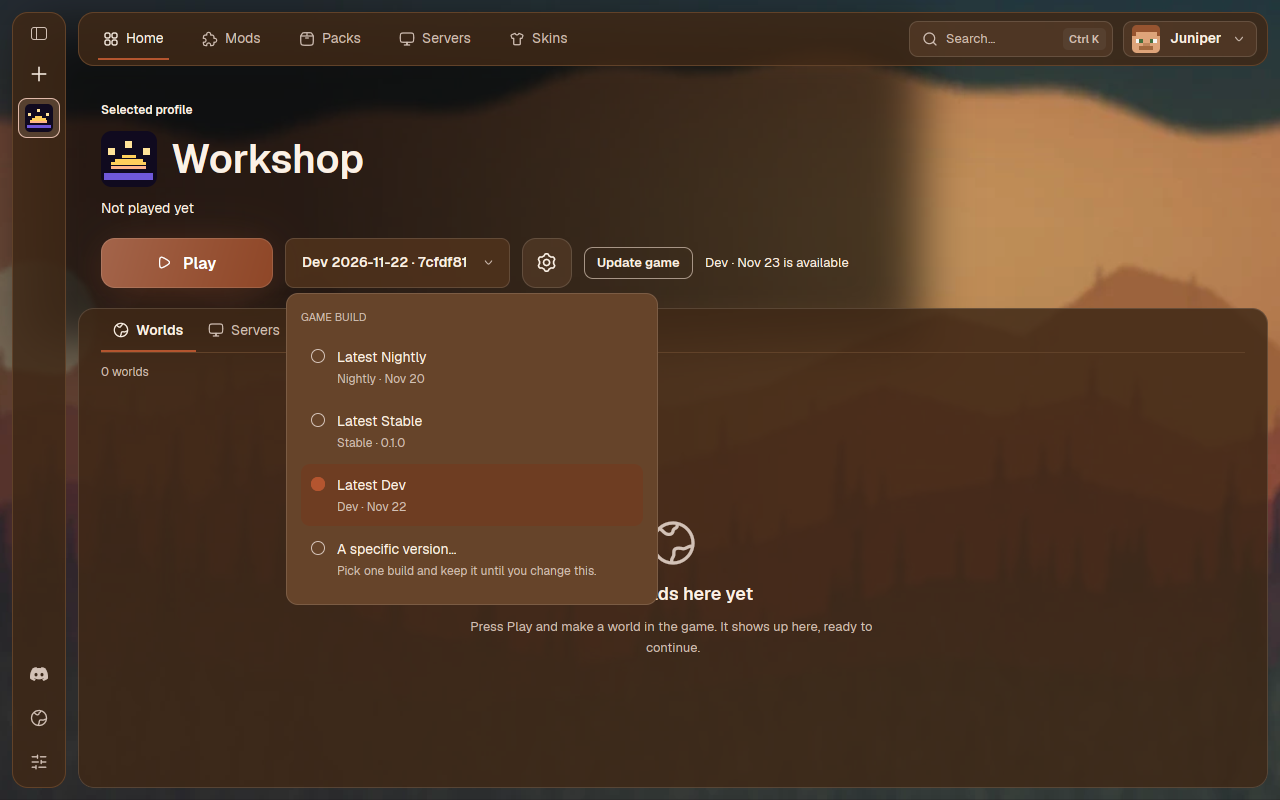 Home
Mods
Packs
Servers
Skins
Search...
Ctrl K
Juniper
Selected profile
Workshop
Not played yet
Play
Dev 2026-11-22 · 7cfdf81
Update game
Dev · Nov 23 is available
Worlds
Servers
0 worlds
GAME BUILD
Latest Nightly
Nightly · Nov 20
Latest Stable
Stable · 0.1.0
Latest Dev
Dev · Nov 22
A specific version...
Pick one build and keep it until you change this.
here yet
Press Play and make a world in the game. It shows up here, ready to
continue.